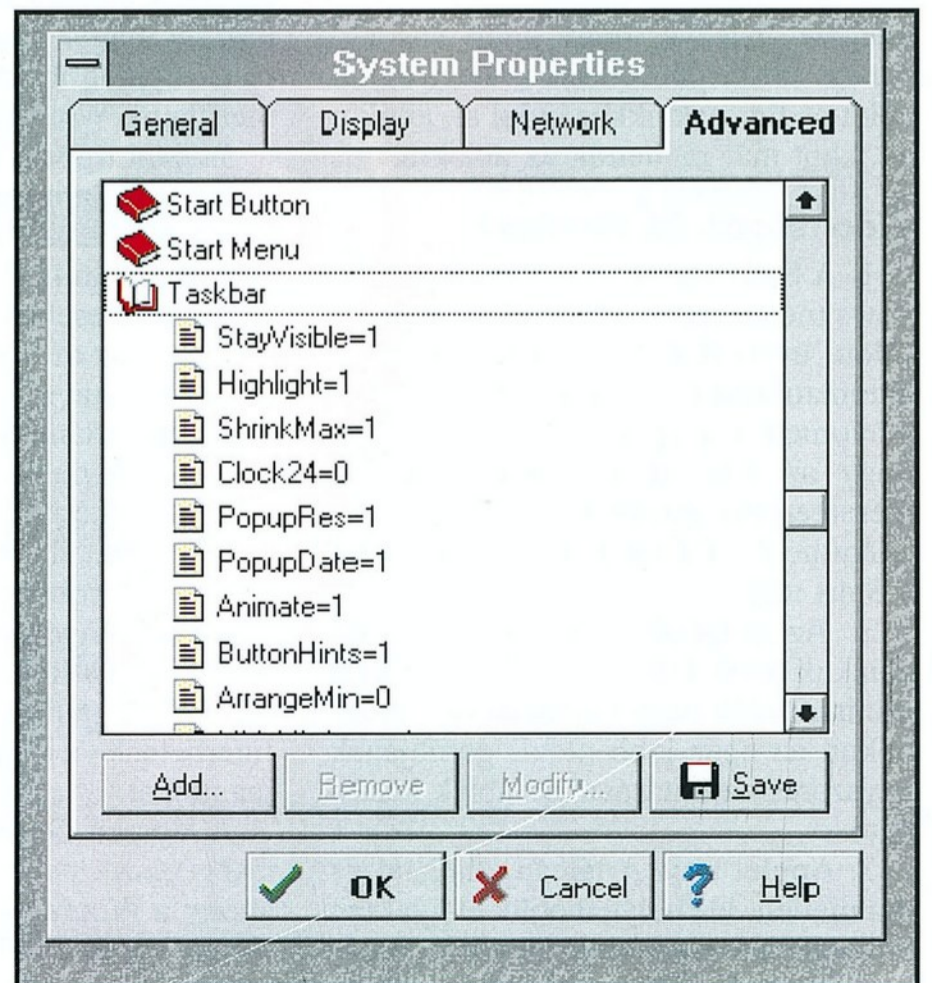 System Properties
General Display Network Advanced
Start Button
Start Menu
Taskbar
StayVisible=1
Highlight=1
ShrinkMax=1
Clock24=0
PopupRes=1
PopupDate=1
Animate=1
ButtonHints=1
ArrangeMin=0
Add... Remove Modify... Save
OK Cancel Help